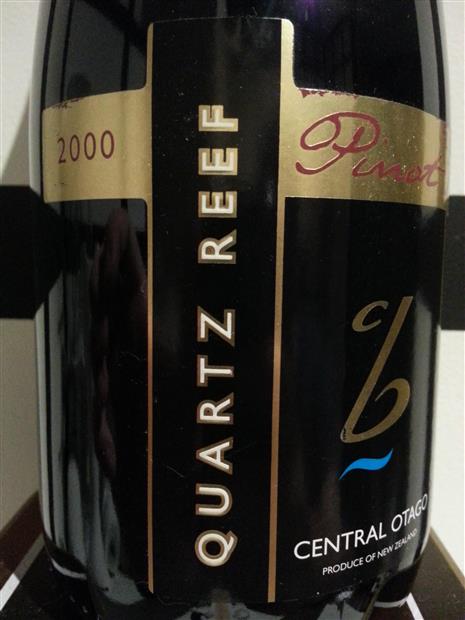 2000
QUARTZ REEF
Pinot
CENTRAL OTAGO
PRODUCE OF NEW ZEALAND